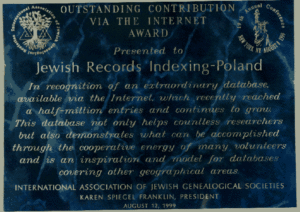 OUTSTANDING CONTRIBUTION
VIA THE INTERNET
AWARD
Presented to
Jewish Records Indexing-Poland
In recognition of an extraordinary database,
available via the Internet, which recently reached
a half-million entries and continues to grow.
This database not only helps countless researchers
but also demonstrates what can be accomplished
through the cooperative energy of many volunteers
and is an inspiration and model for databases
covering other geographical areas.
INTERNATIONAL ASSOCIATION OF JEWISH GENEALOGICAL SOCIETIES
KAREN SPIEGEL FRANKLIN, PRESIDENT
AUGUST 12, 1999